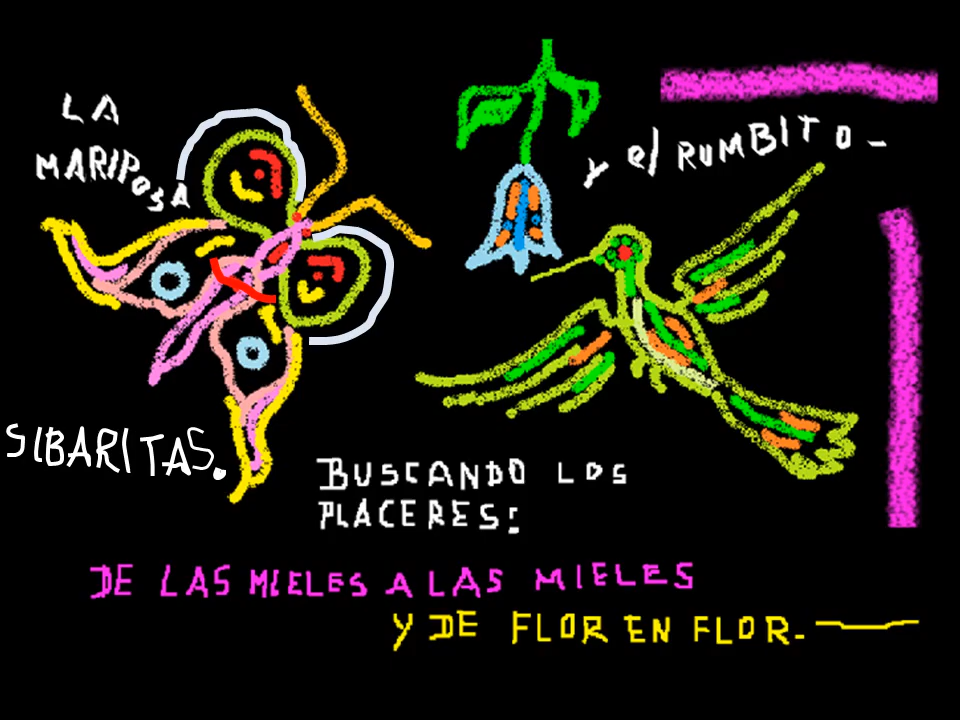 LA
MARIPOSA
y el RUMBITO-
SIBARITAS.
BUSCANDO LOS
PLACERES:
DE LAS MIELES A LAS MIELES
Y DE FLOR EN FLOR.